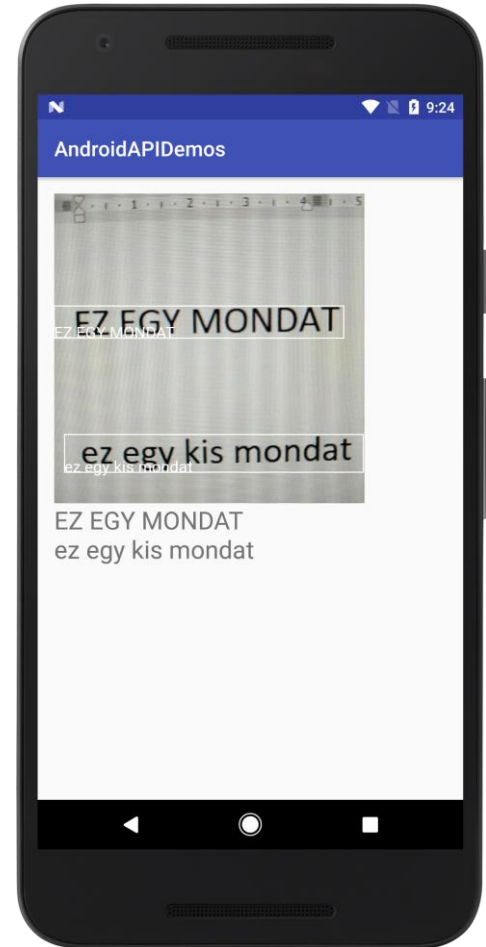 9:24
AndroidAPIDemos
1 2 3 4 5
EZ EGY MONDAT
EZ EGY MONDAT
ez egy kis mondat
ez egy kis mondat
EZ EGY MONDAT
ez egy kis mondat